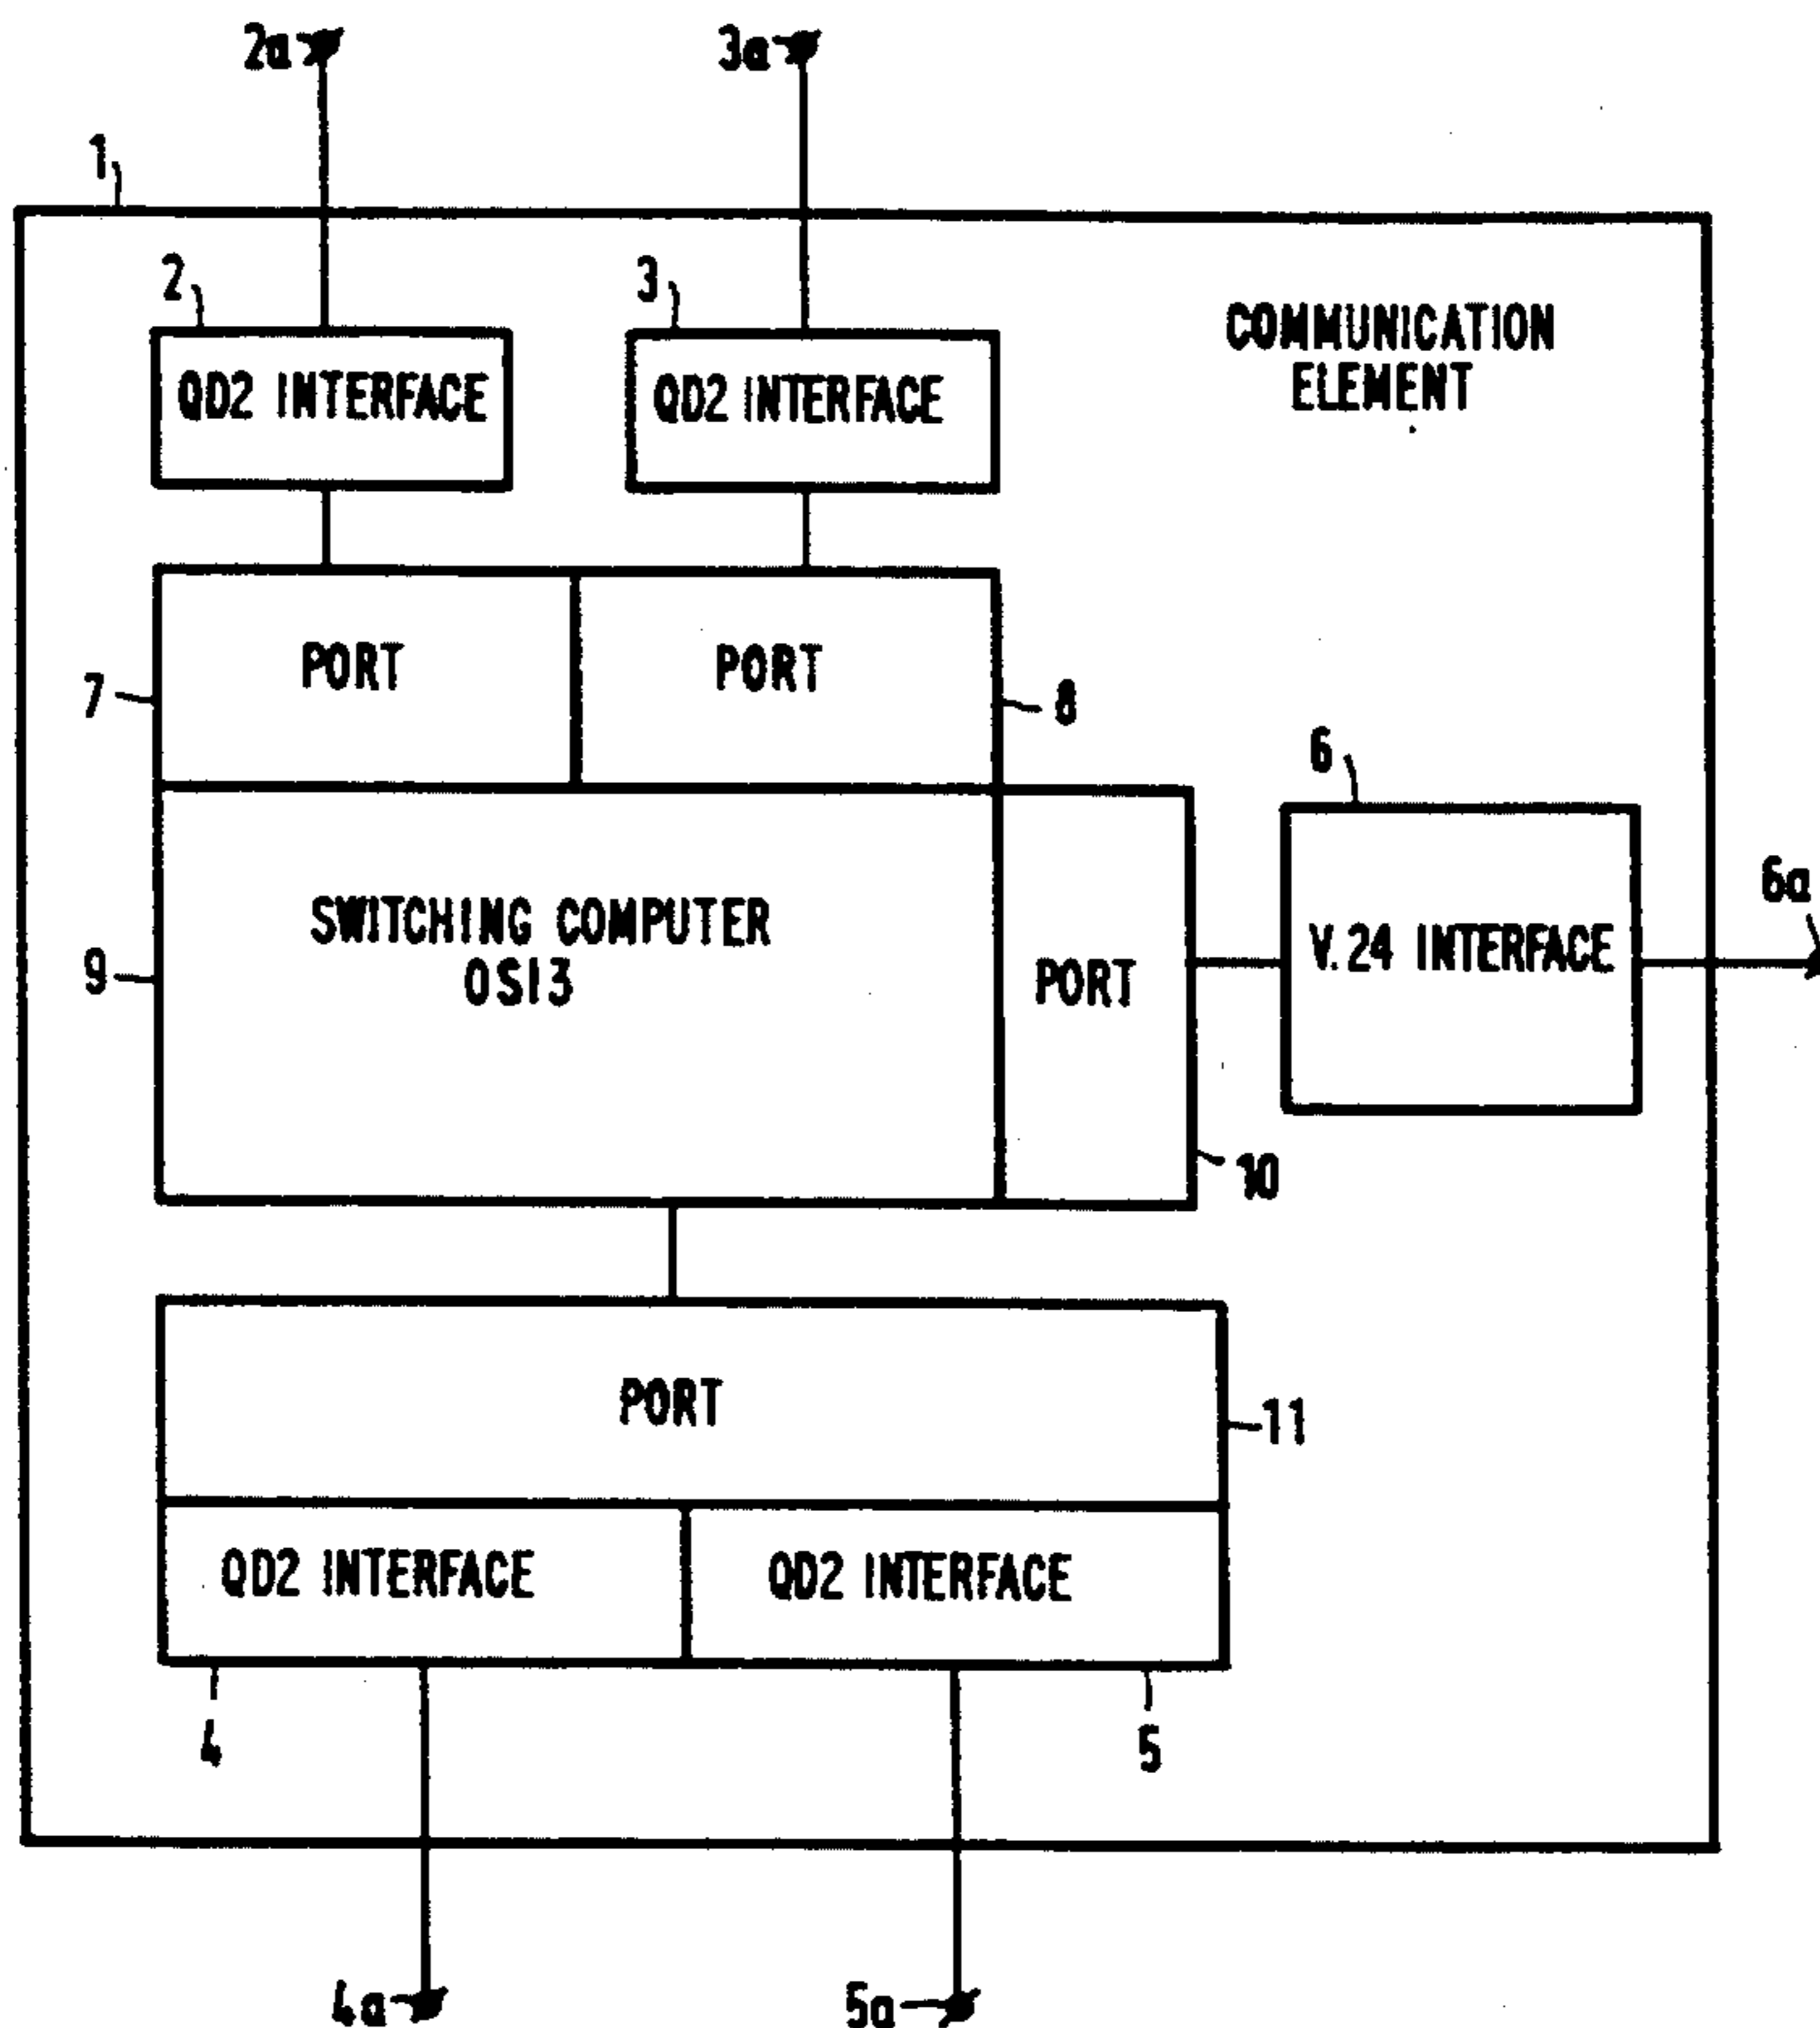 2a
3a
1
2
3
COMMUNICATION
ELEMENT
QD2 INTERFACE
QD2 INTERFACE
PORT
PORT
7
8
6
6a
SWITCHING COMPUTER
OSI3
9
PORT
V.24 INTERFACE
10
PORT
11
QD2 INTERFACE
QD2 INTERFACE
4
5
4a
5a